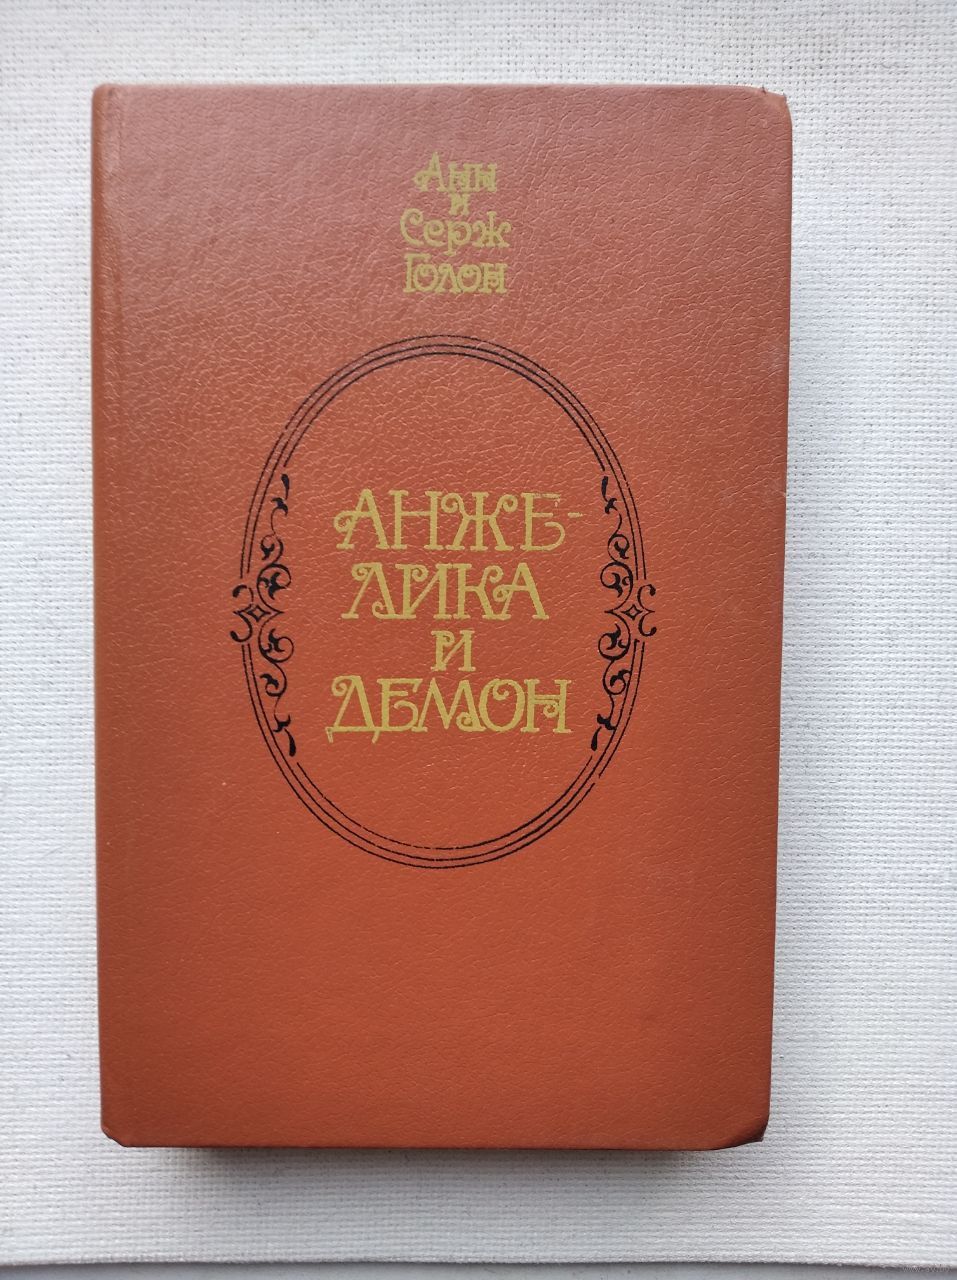 Анн
и
Серж
Голон
АНЖЕ-
ЛИКА
И
ДЕМОН